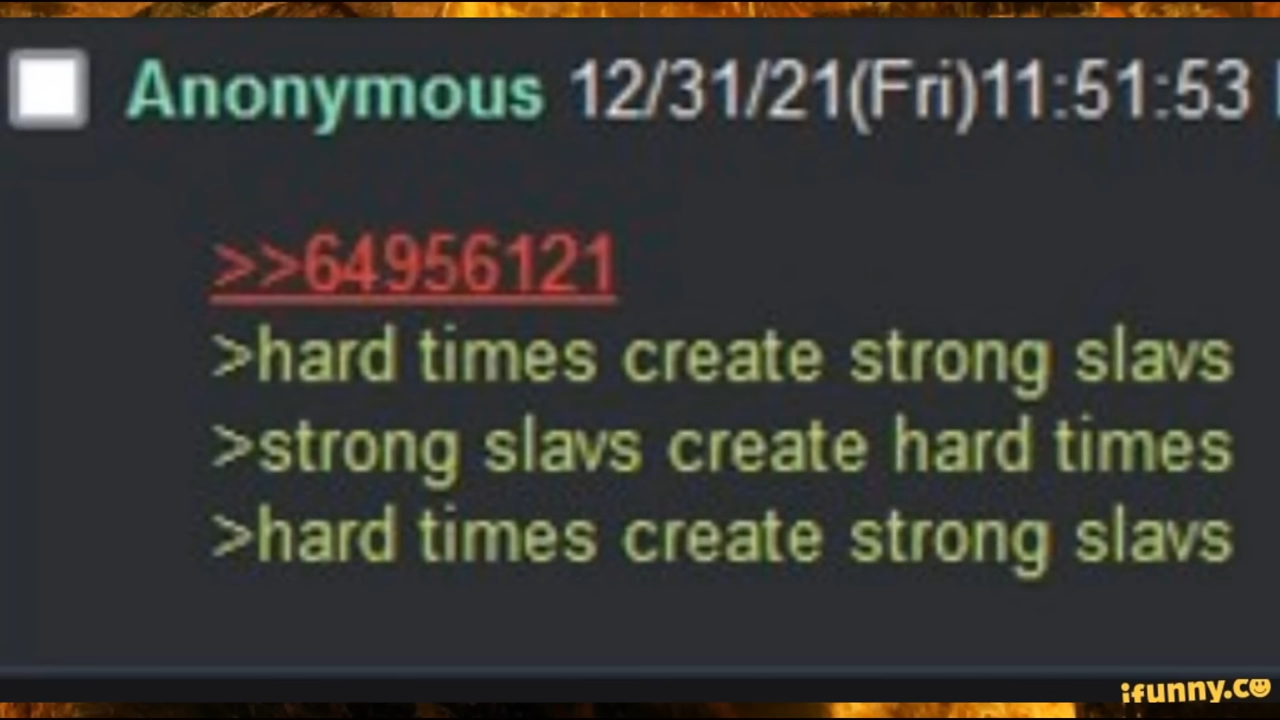 Anonymous 12/31/21(Fri)11:51:53
>>64956121
>hard times create strong slavs
>strong slavs create hard times
>hard times create strong slavs
ifunny.co